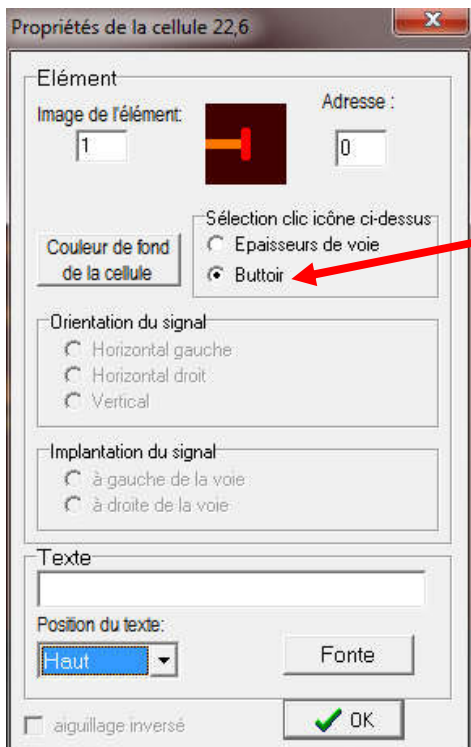 Propriétés de la cellule 22,6
Elément
Image de l'élément:
Adresse :
1
0
Sélection clic icône ci-dessus
Couleur de fond
de la cellule
Epaisseurs de voie
Buttoir
Orientation du signal
Horizontal gauche
Horizontal droit
Vertical
Implantation du signal
à gauche de la voie
à droite de la voie
Texte
Position du texte:
Haut
Fonte
aiguillage inversé
OK